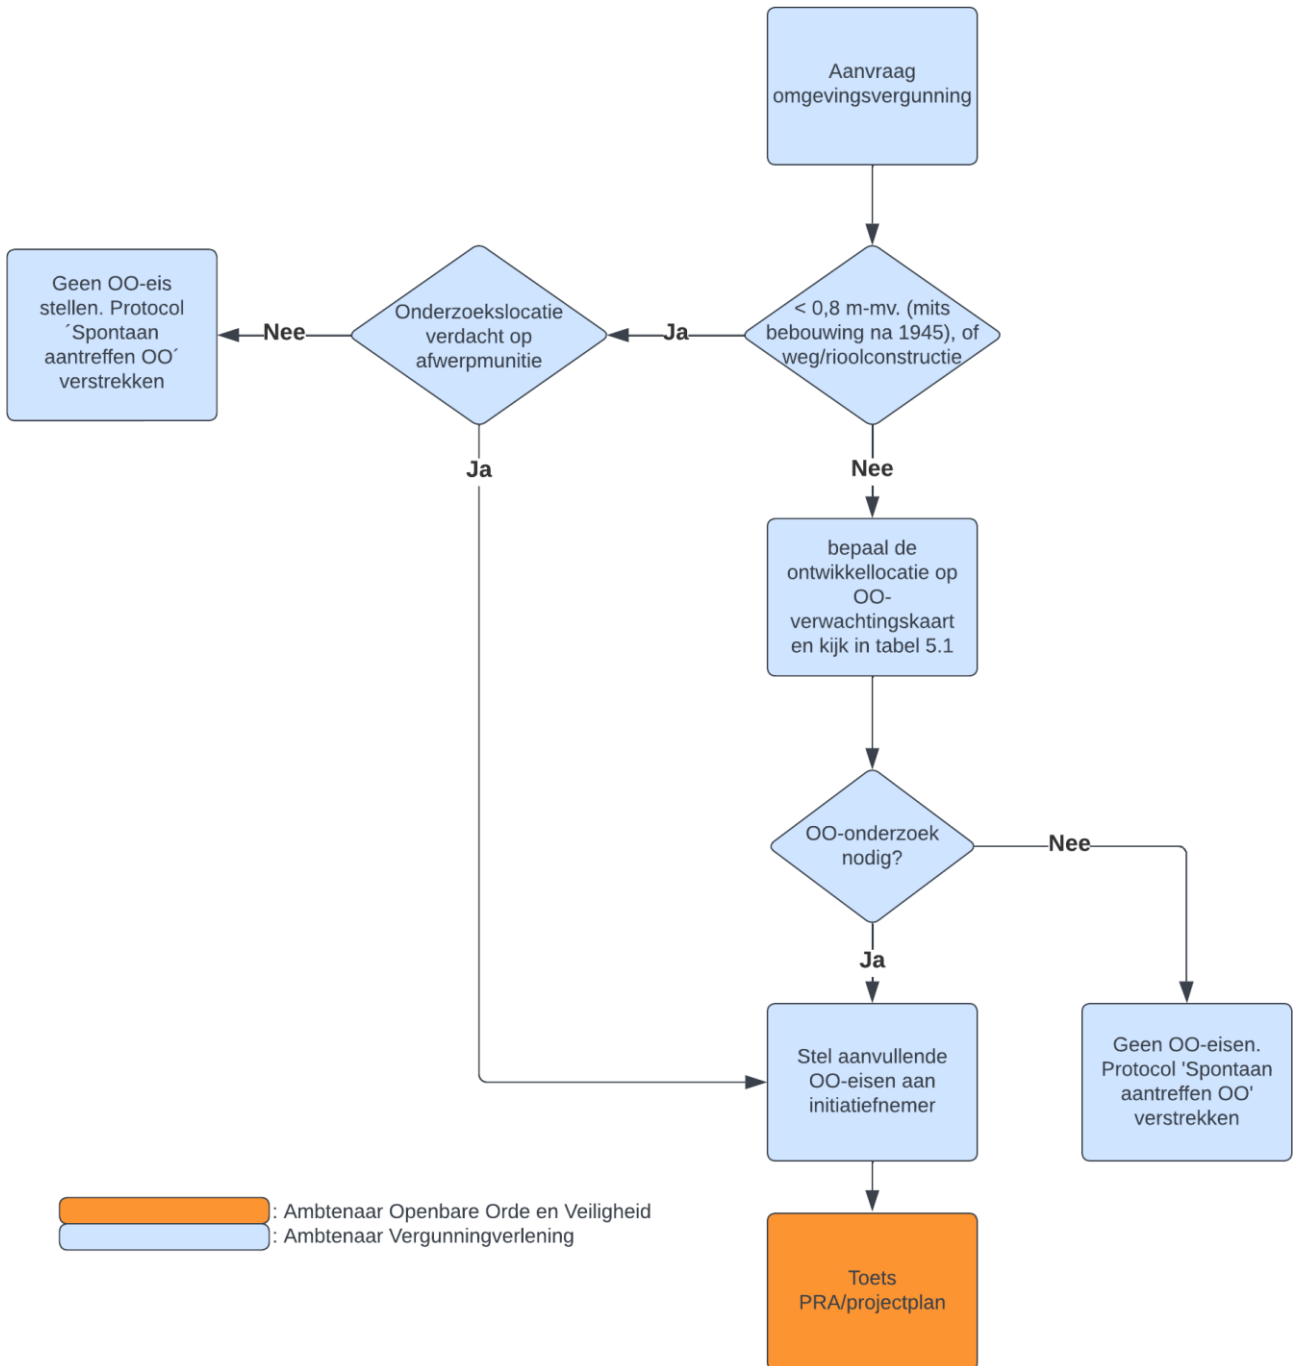 Aanvraag
omgevingsvergunning
< 0,8 m-mv. (mits
bebouwing na 1945), of
weg/rioolconstructie
Ja
Onderzoekslocatie
verdacht op
afwerpmunitie
Nee
Geen OO-eis
stellen. Protocol
´Spontaan
aantreffen OO´
verstrekken
Ja
Nee
bepaal de
ontwikkellocatie op
OO-
verwachtingskaart
en kijk in tabel 5.1
OO-onderzoek
nodig?
Nee
Ja
Stel aanvullende
OO-eisen aan
initiatiefnemer
Geen OO-eisen.
Protocol 'Spontaan
aantreffen OO'
verstrekken
: Ambtenaar Openbare Orde en Veiligheid
: Ambtenaar Vergunningverlening
Toets
PRA/projectplan